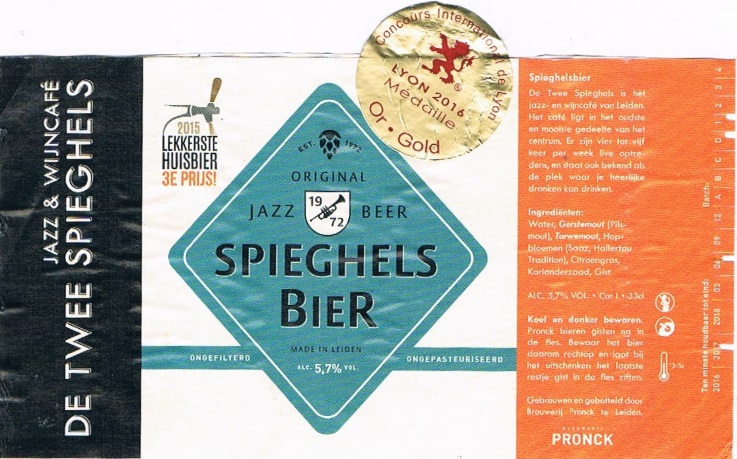 JAZZ & WIJNCAFÉ
DE TWEE SPIEGHELS
2015
LEKKERSTE
HUISBIER
3E PRIJS!
Concours International de Lyon
LYON 2016
Médaille
Or • Gold
®
EST. 1972
ORIGINAL
JAZZ BEER
19
72
SPIEGHELS
BIER
MADE IN LEIDEN
ALC. 5,7% VOL.
ONGEFILTERD
ONGEPASTEURISEERD
Spieghelsbier
De Twee Spieghels is hét
jazz- en wijncafé van Leiden.
Het café ligt in het oudste
en mooiste gedeelte van het
centrum. Er zijn vier tot vijf
keer per week live optre-
dens, en staat ook bekend als
de plek waar je heerlijke
dranken kan drinken.
Ingrediënten:
Water, Gerstemout (Pils-
mout), Tarwemout, Hop-
bloemen (Saaz, Hallertau
Tradition), Citroengras,
Korianderzaad, Gist
ALC. 5,7% VOL. • Cat I. • 33cl
Koel en donker bewaren.
Pronck bieren gisten na in
de fles. Bewaar het bier
daarom rechtop en laat bij
het uitschenken het laatste
restje gist in de fles zitten.
Gebrouwen en gebotteld door
Brouwerij Pronck te Leiden.
BROUWERIJ
PRONCK
Batch:
A B C D 1 2 3 4
Ten minste houdbaar tot eind:
2016 2017 2018 03 06 09 12